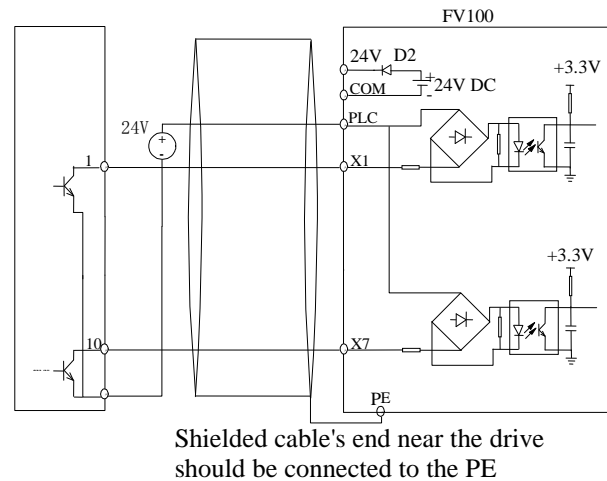 FV100
24V
D2
+3.3V
COM
+
24V DC
-
24V
PLC
+
-
1
X1
+3.3V
10
X7
PE
Shielded cable's end near the drive
should be connected to the PE